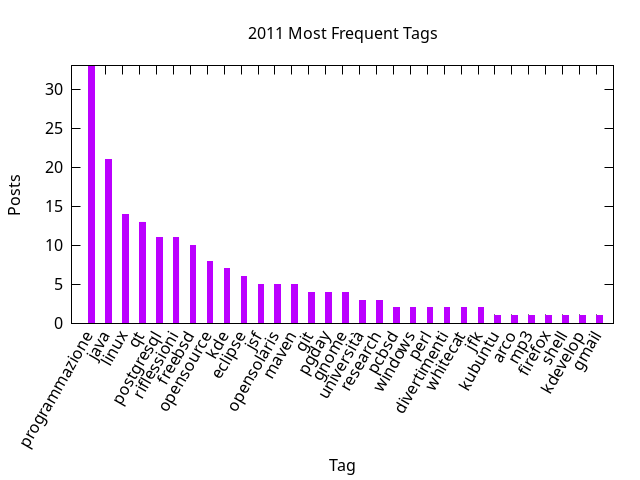 2011 Most Frequent Tags
Posts
30
25
20
15
10
5
0
programmazione
java
linux
qt
postgresql
riflessioni
freebsd
opensource
kde
eclipse
jsf
opensolaris
maven
git
pgday
gnome
università
research
pcbsd
windows
perl
divertimenti
whitecat
jfk
kubuntu
arco
mp3
firefox
shell
kdevelop
gmail
Tag